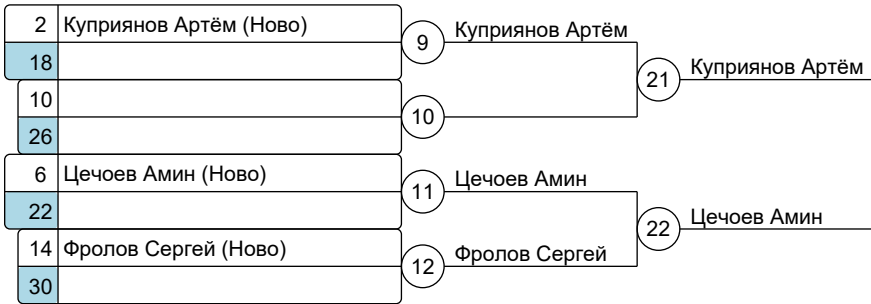 2 Куприянов Артём (Ново)
9 Куприянов Артём
18
21 Куприянов Артём
10
10
26
6 Цечоев Амин (Ново)
11 Цечоев Амин
22
22 Цечоев Амин
14 Фролов Сергей (Ново)
12 Фролов Сергей
30